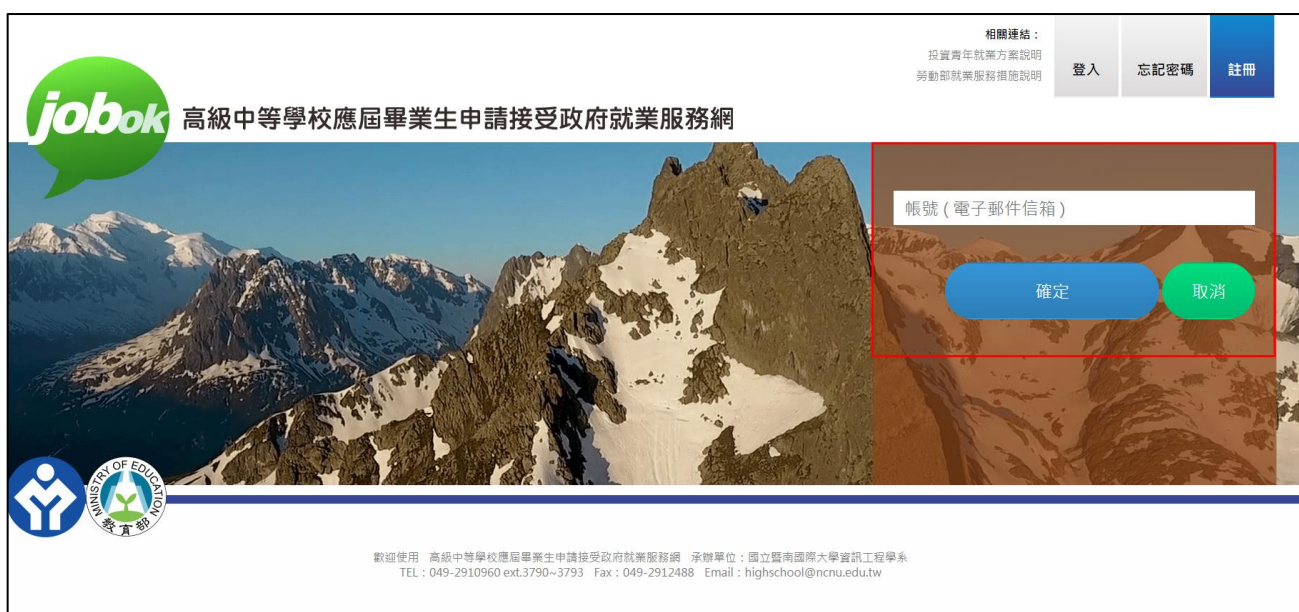 相關連結：
投資青年就業方案說明
勞動部就業服務措施說明
登入
忘記密碼
註冊
jobok
高級中等學校應屆畢業生申請接受政府就業服務網
帳號 ( 電子郵件信箱 )
確定
取消
MINISTRY OF EDUCATION
教育部
歡迎使用 高級中等學校應屆畢業生申請接受政府就業服務網 承辦單位：國立暨南國際大學資訊工程學系
TEL：049-2910960 ext.3790~3793 Fax：049-2912488 Email：highschool@ncnu.edu.tw